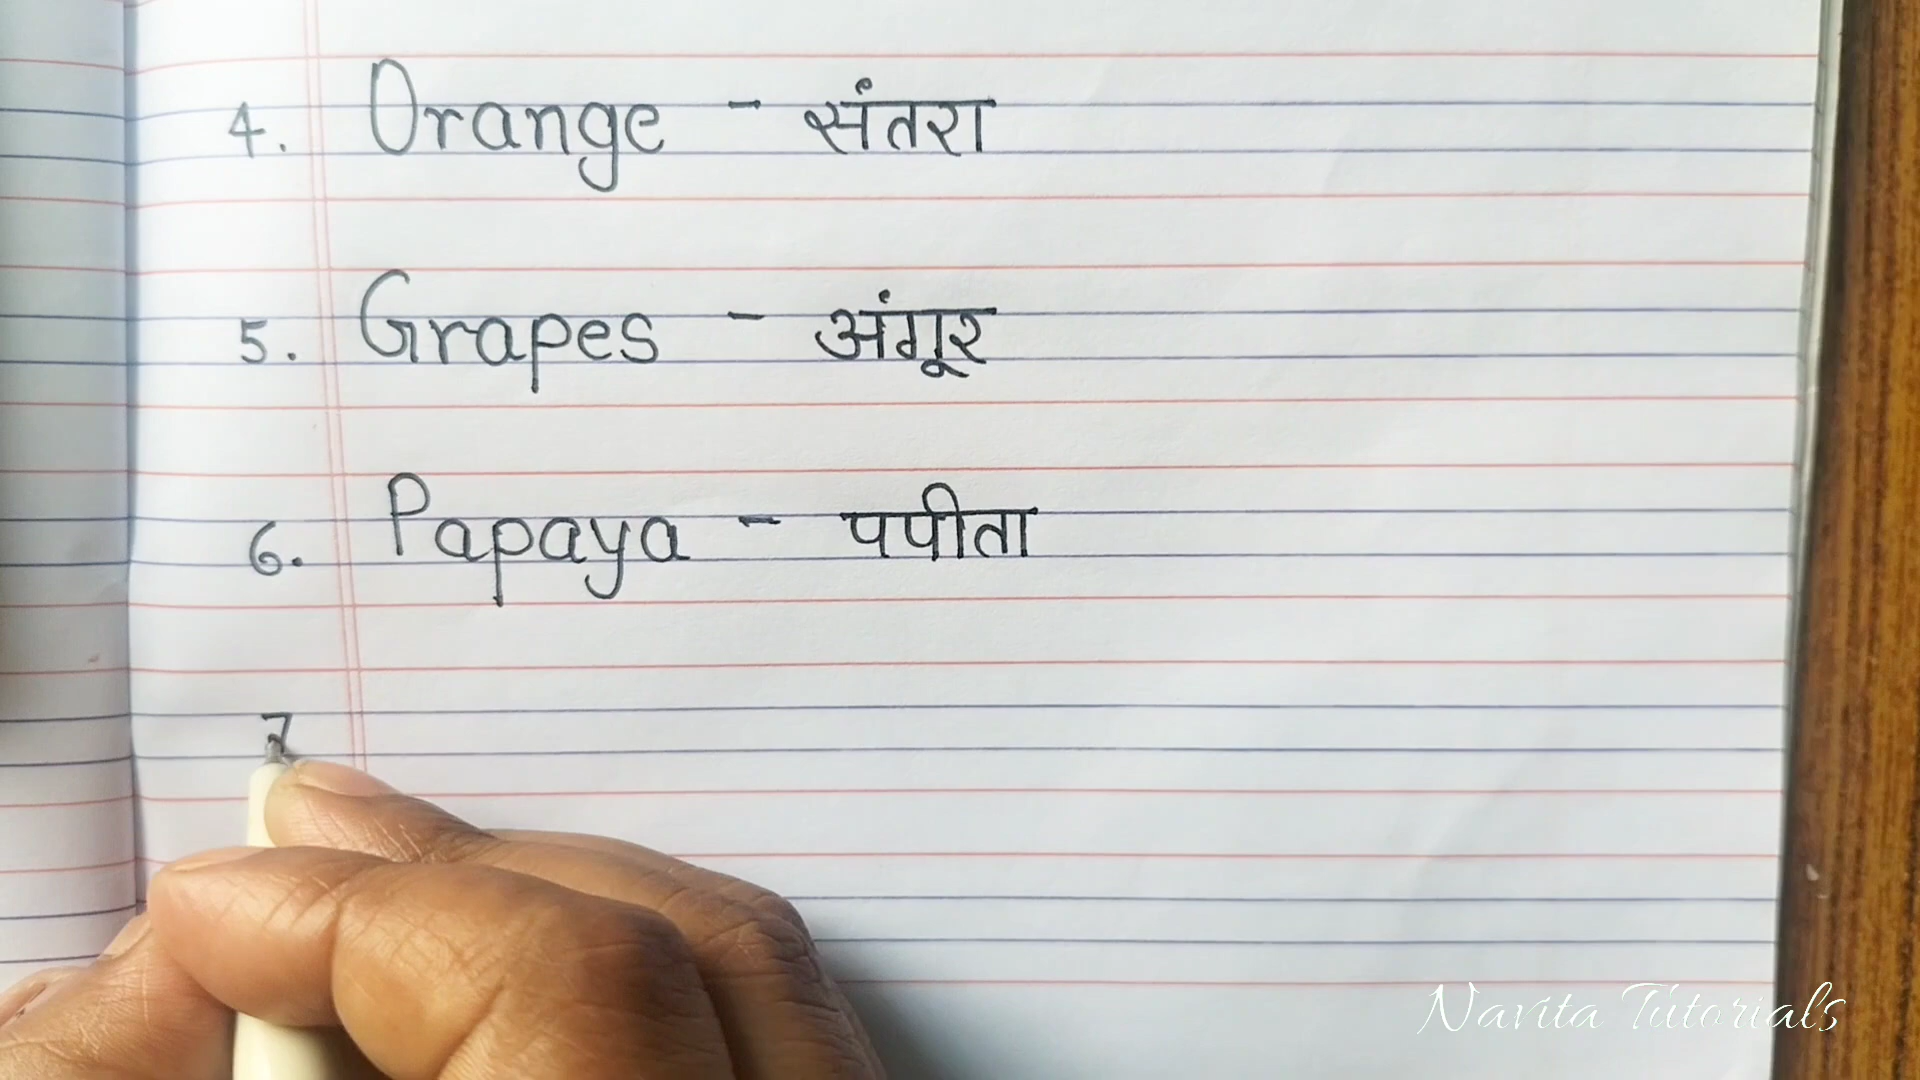 4. Orange - संतरा
5. Grapes - अंगूर
6. Papaya - पपीता
7
Navita Tutorials